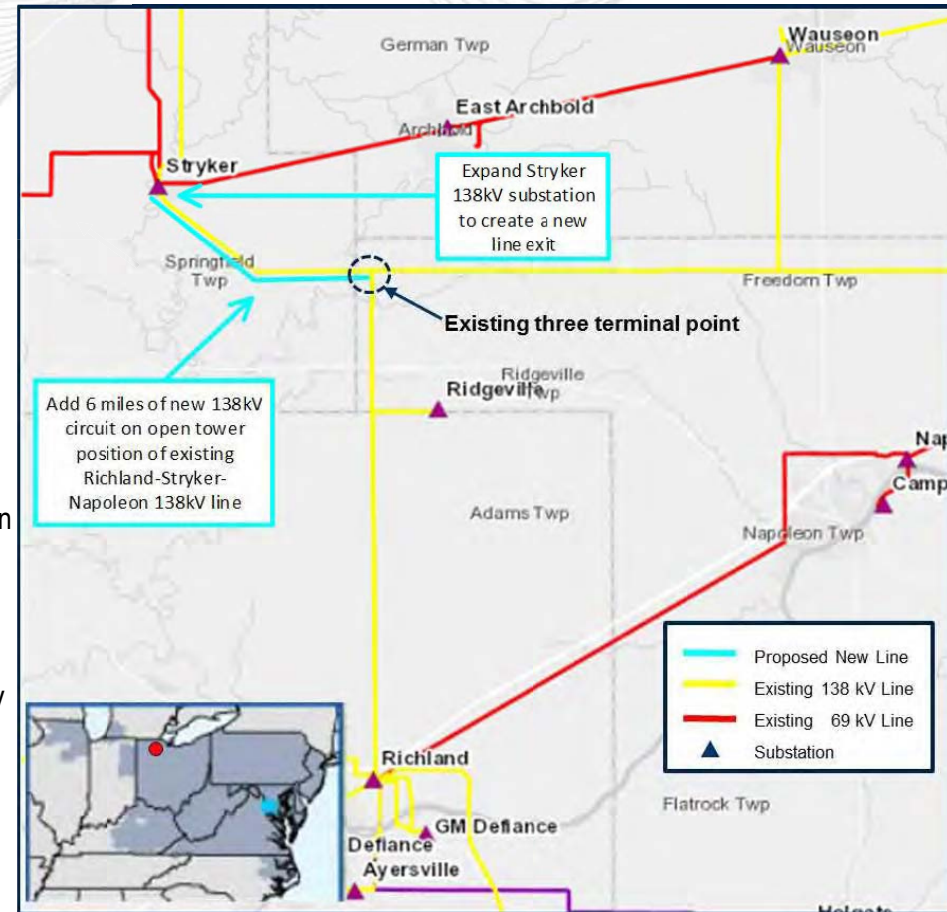 German Twp
Wauseon
Wauseon
East Archbold
Archbold
Stryker
Expand Stryker
138kV substation
to create a new
line exit
Springfield
Twp
Freedom Twp
Existing three terminal point
Ridgeville
Ridgeville
Twp
Add 6 miles of new 138kV
circuit on open tower
position of existing
Richland-Stryker-
Napoleon 138kV line
Nap
Camp
Adams Twp
Napoleon Twp
Proposed New Line
Existing 138 kV Line
Existing 69 kV Line
Substation
Richland
Flatrock Twp
GM Defiance
Defiance
Ayersville